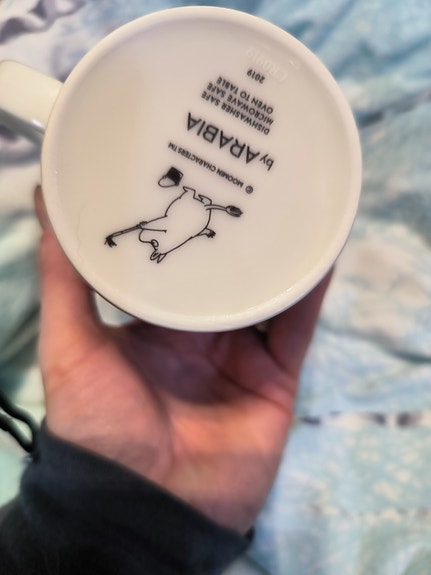 © MOOMIN CHARACTERS TM
by ARABIA
DISHWASHER SAFE
MICROWAVE SAFE
OVEN TO TABLE
2019